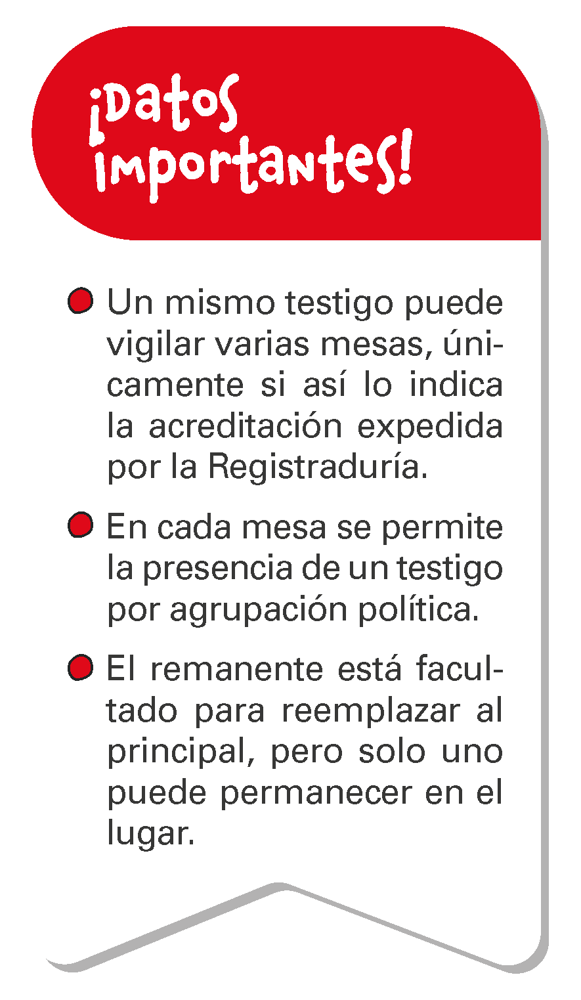 ¡Datos
importantes!
Un mismo testigo puede
vigilar varias mesas, úni-
camente si así lo indica
la acreditación expedida
por la Registraduría.
En cada mesa se permite
la presencia de un testigo
por agrupación política.
El remanente está facul-
tado para reemplazar al
principal, pero solo uno
puede permanecer en el
lugar.